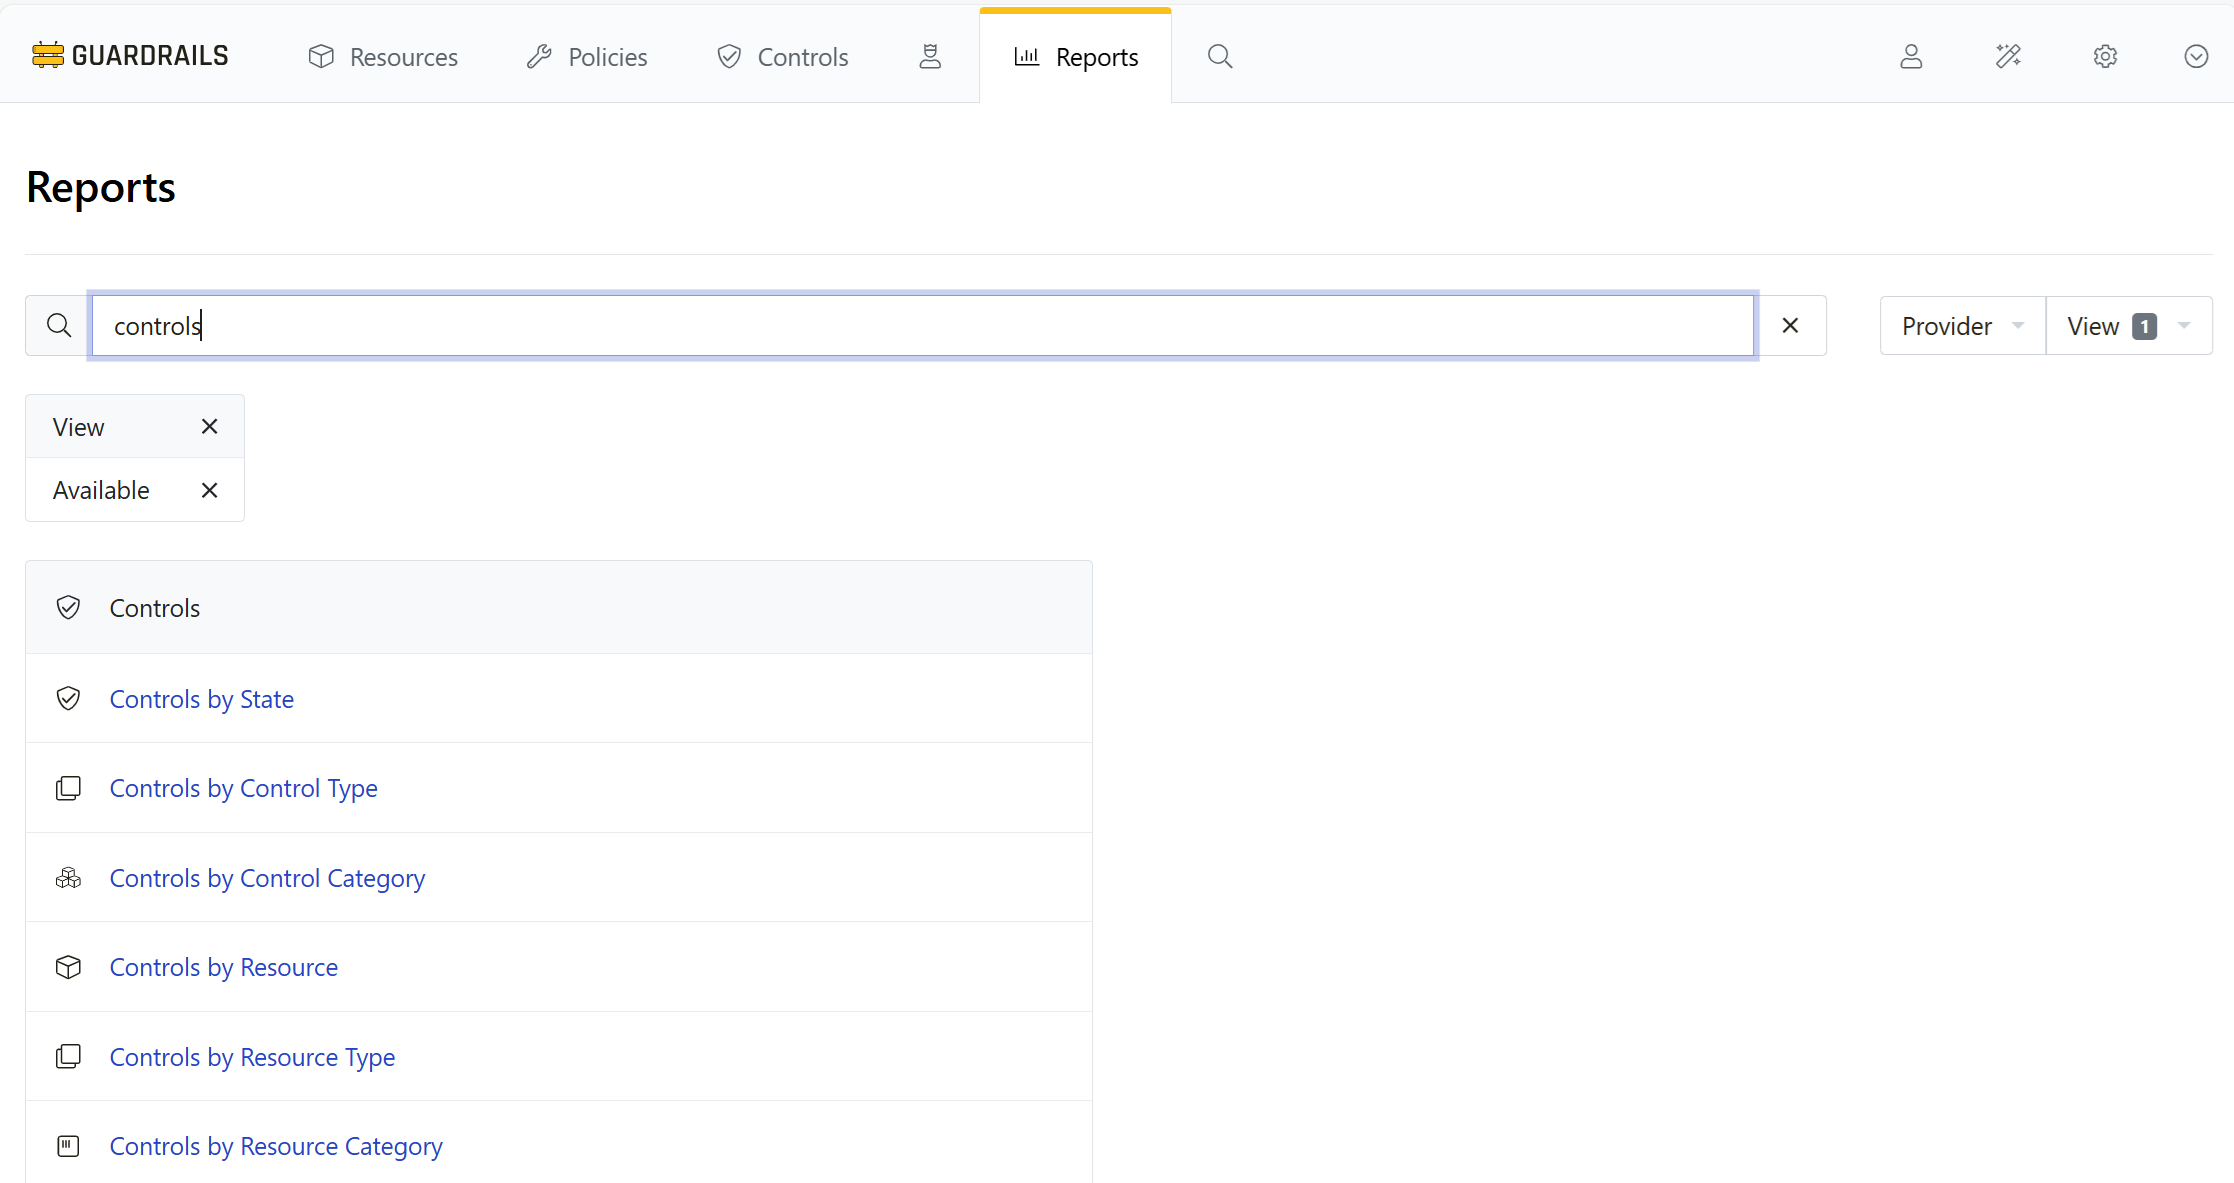 GUARDRAILS Resources Policies Controls Reports
Reports
controls Provider View 1
View
Available
Controls
Controls by State
Controls by Control Type
Controls by Control Category
Controls by Resource
Controls by Resource Type
Controls by Resource Category